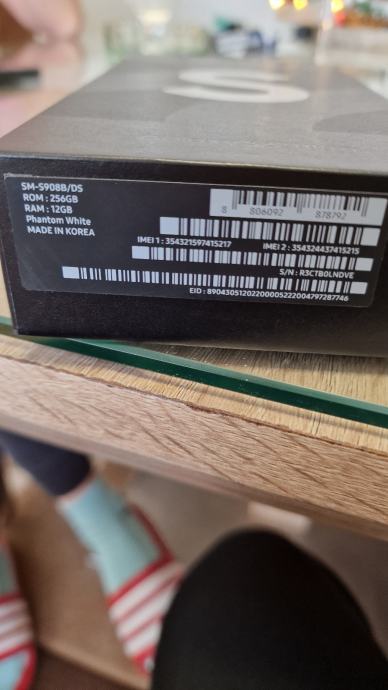 S
SM-S908B/DS
ROM : 256GB
RAM : 12GB
Phantom White
MADE IN KOREA
8 806092 878792
IMEI 1 : 354321597415217 IMEI 2 : 354324437415215
S/N : R3CTB0LNDVE
EID : 89043051202200005222004797287746